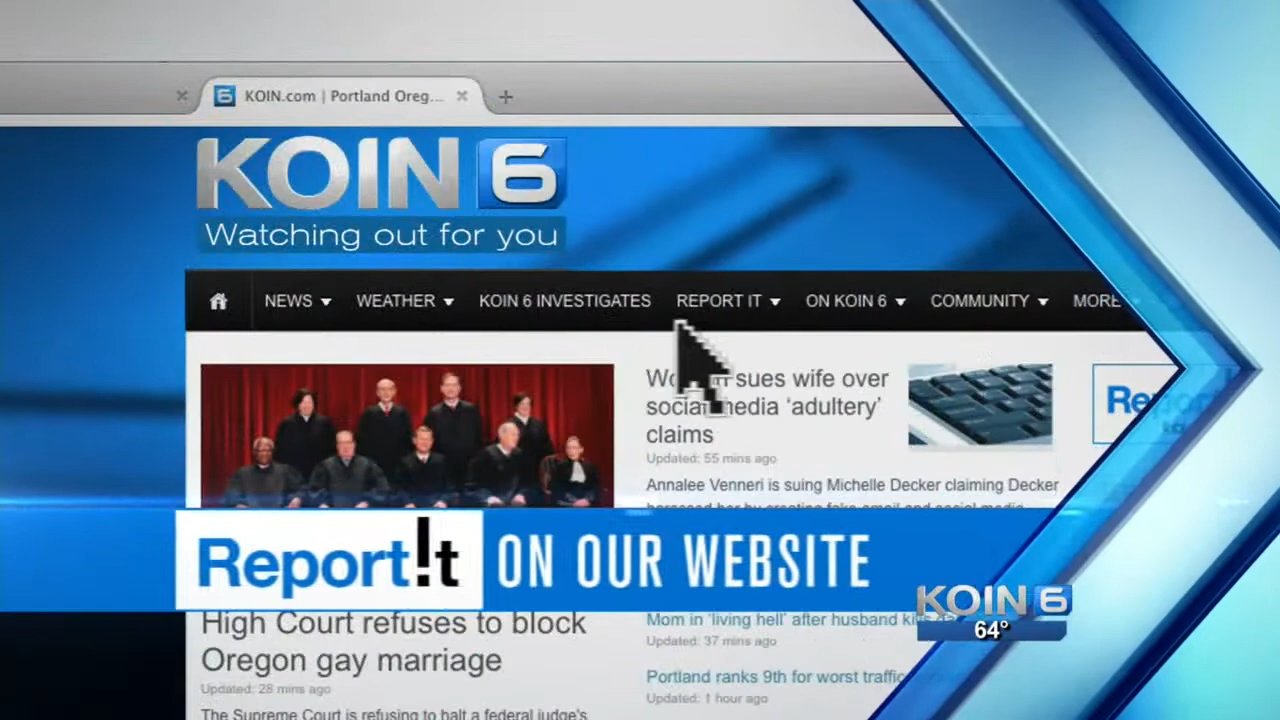 KOIN.com | Portland Oreg...
KOIN 6
Watching out for you
NEWS WEATHER KOIN 6 INVESTIGATES REPORT IT ON KOIN 6 COMMUNITY MORE
sues wife over
social media ‘adultery’
claims
Updated: 55 mins ago
Annalee Venneri is suing Michelle Decker claiming Decker
Report!t ON OUR WEBSITE
High Court refuses to block
Oregon gay marriage
Updated: 28 mins ago
The Supreme Court is refusing to halt a federal judge's
Mom in ‘living hell’ after husband
Updated: 37 mins ago
Portland ranks 9th for worst traffic
Updated: 1 hour ago
KOIN 6
64°